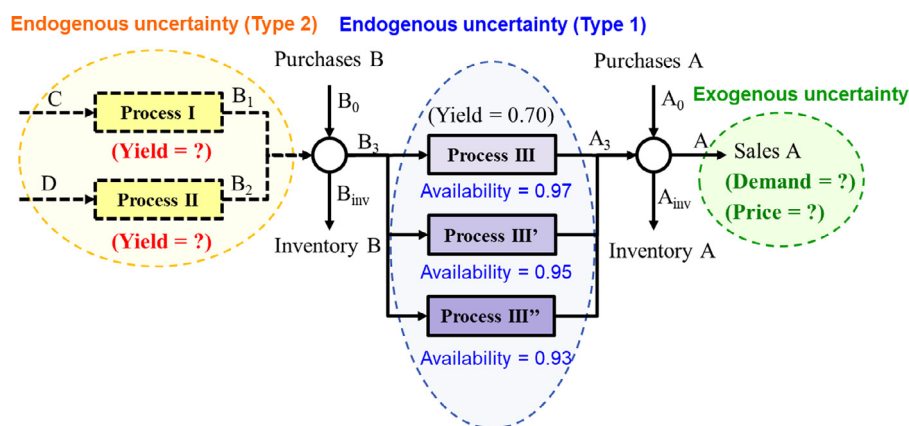 Endogenous uncertainty (Type 2)
Endogenous uncertainty (Type 1)
Purchases B
Purchases A
Exogenous uncertainty
C
Process I
B1
B0
(Yield = 0.70)
A0
(Yield = ?)
B3
Process III
A3
A
Sales A
D
Process II
B2
Binv
Availability = 0.97
Ainv
(Demand = ?)
(Price = ?)
(Yield = ?)
Inventory B
Process III'
Inventory A
Availability = 0.95
Process III’’
Availability = 0.93